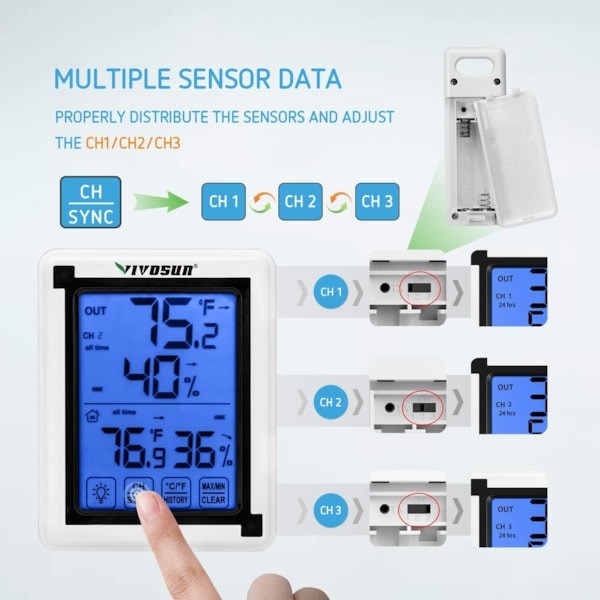 MULTIPLE SENSOR DATA
PROPERLY DISTRIBUTE THE SENSORS AND ADJUST
THE CH1/CH2/CH3
CH
SYNC
CH 1
CH 2
CH 3
VIVOSUN®
OUT
75.2 °F
CH 2
all time
40%
all time
76.9 °F 36%
CH
°C/°F
HISTORY
MAX/MIN
CLEAR
CH 1
OUT
CH 1
24 hrs
CH 2
OUT
CH 2
24 hrs
CH 3
OUT
CH 3
24 hrs